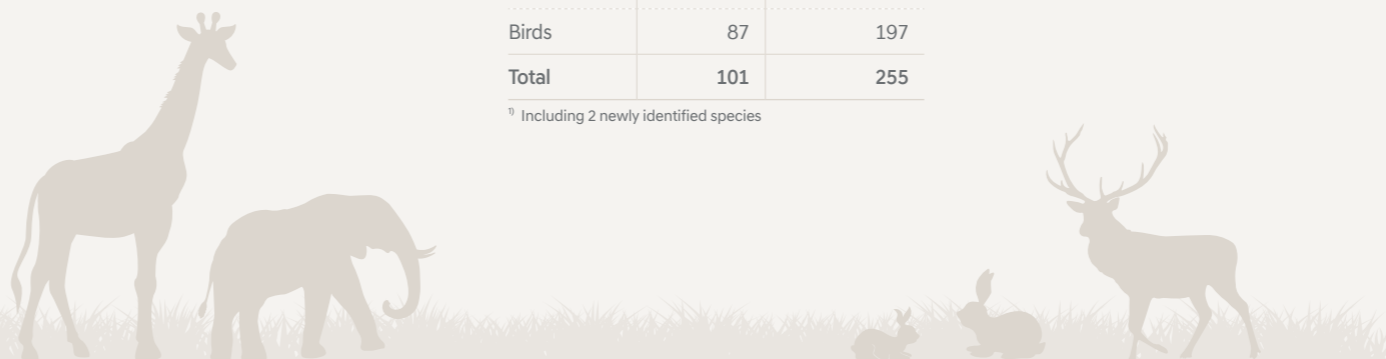 Birds 87 197
Total 101 255
1) Including 2 newly identified species